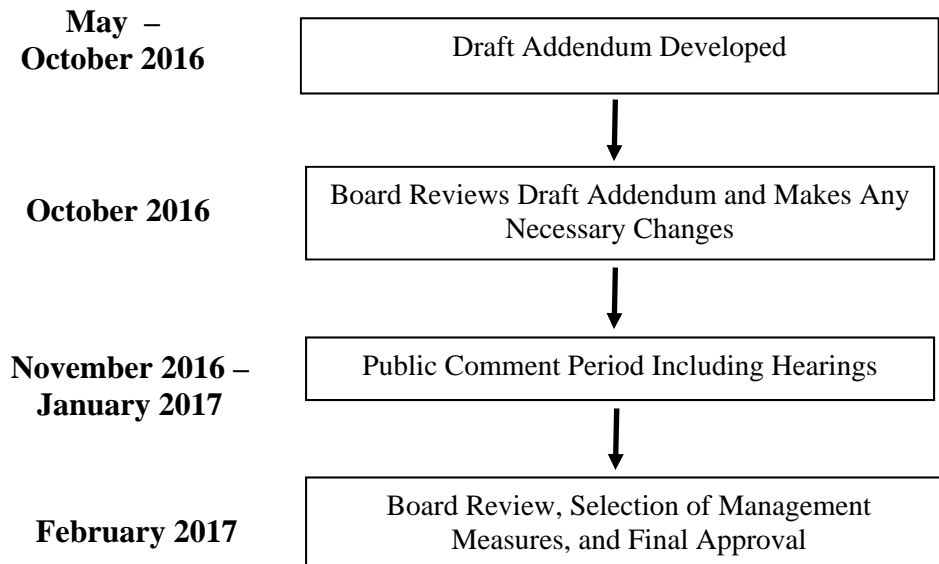 May –
October 2016
Draft Addendum Developed
October 2016
Board Reviews Draft Addendum and Makes Any
Necessary Changes
November 2016 –
January 2017
Public Comment Period Including Hearings
February 2017
Board Review, Selection of Management
Measures, and Final Approval